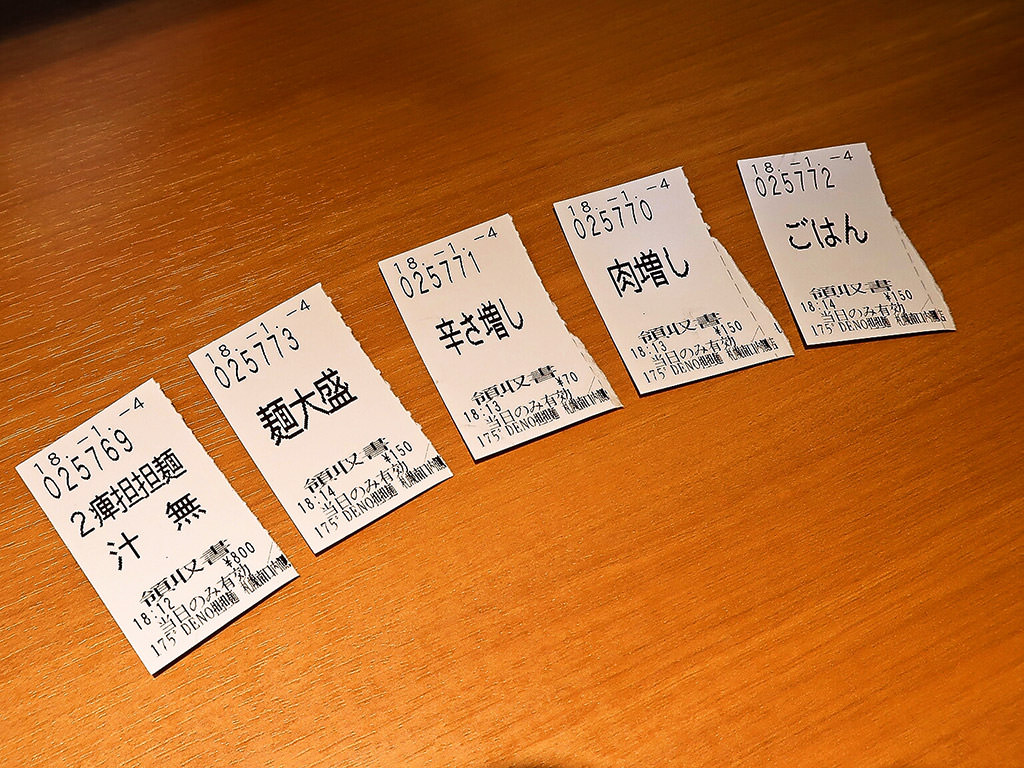 18.-1.-4
025769
2痺担担麺
汁 無
領収書
18:12 ¥800
当日のみ有効
175°DENO担担麺 札幌南口内店
18.-1.-4
025773
麺大盛
領収書
18:14 ¥150
当日のみ有効
175°DENO担担麺
18.-1.-4
025771
辛さ増し
領収書
18:13 ¥70
当日のみ有効
175°DENO担担麺
18.-1.-4
025770
肉増し
領収書
18:13 ¥150
当日のみ有効
175°DENO担担麺
18.-1.-4
025772
ごはん
領収書
18:14 ¥150
当日のみ有効
175°DENO担担麺